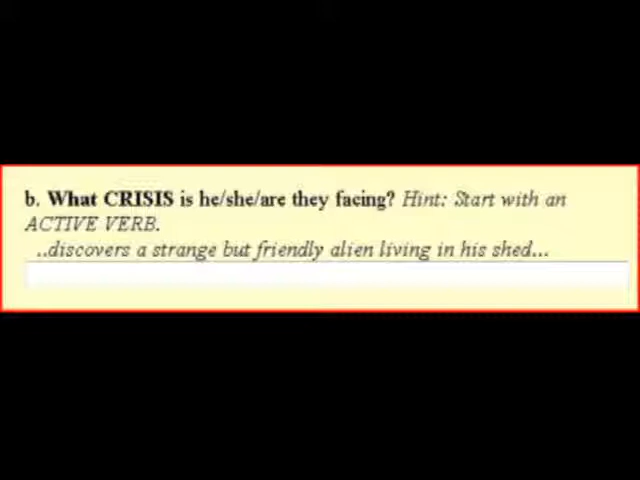 b. What CRISIS is he/she/are they facing? Hint: Start with an
ACTIVE VERB.
..discovers a strange but friendly alien living in his shed...